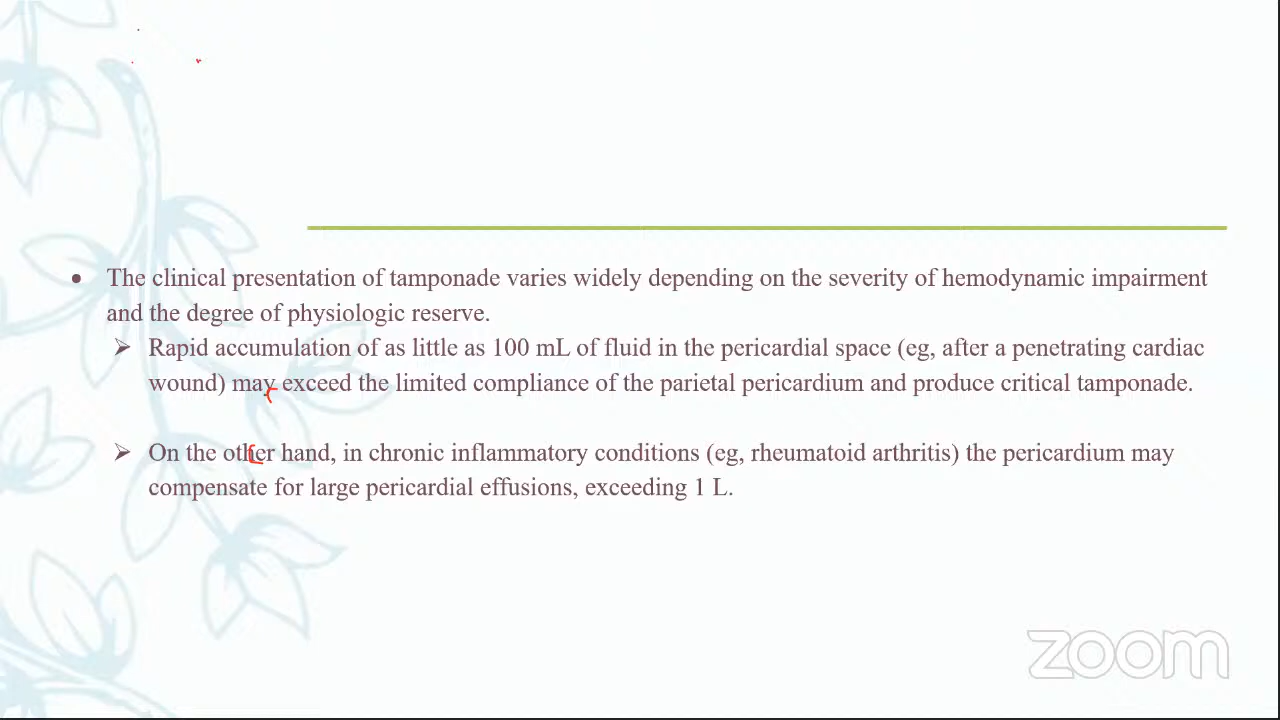 • The clinical presentation of tamponade varies widely depending on the severity of hemodynamic impairment
and the degree of physiologic reserve.
➢ Rapid accumulation of as little as 100 mL of fluid in the pericardial space (eg, after a penetrating cardiac
wound) may exceed the limited compliance of the parietal pericardium and produce critical tamponade.
➢ On the other hand, in chronic inflammatory conditions (eg, rheumatoid arthritis) the pericardium may
compensate for large pericardial effusions, exceeding 1 L.
zoom